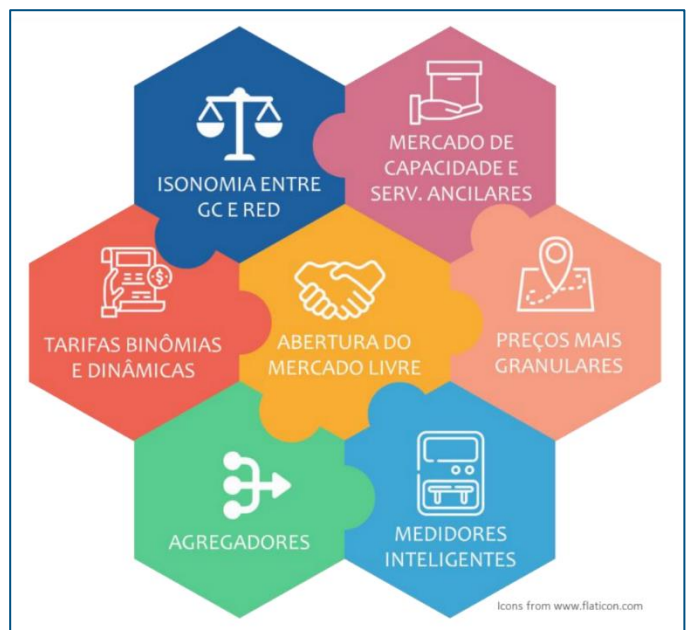 ISONOMIA ENTRE
GC E RED
MERCADO DE
CAPACIDADE E
SERV. ANCILARES
TARIFAS BINÔMIAS
E DINÂMICAS
$
ABERTURA DO
MERCADO LIVRE
PREÇOS MAIS
GRANULARES
AGREGADORES
MEDIDORES
INTELIGENTES
Icons from www.flaticon.com